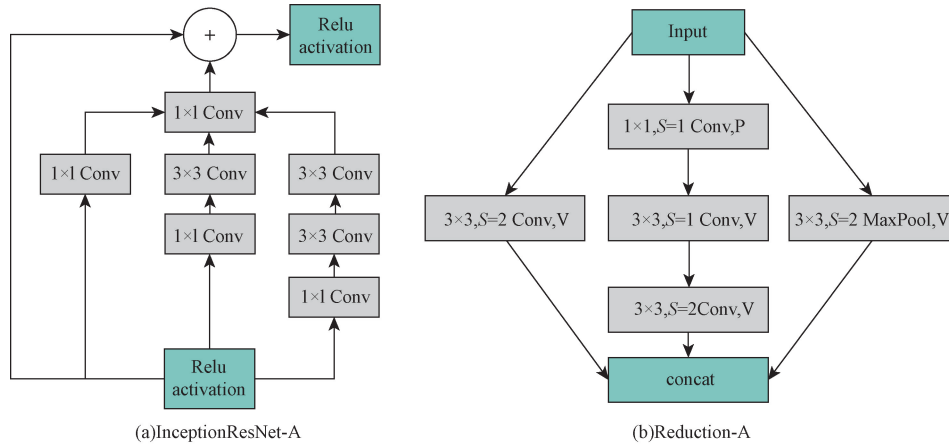 Relu
activation
+
1×1 Conv
1×1 Conv
3×3 Conv
3×3 Conv
1×1 Conv
3×3 Conv
1×1 Conv
Relu
activation
(a)InceptionResNet-A
Input
1×1,S=1 Conv,P
3×3,S=2 Conv,V
3×3,S=1 Conv,V
3×3,S=2 MaxPool,V
3×3,S=2Conv,V
concat
(b)Reduction-A